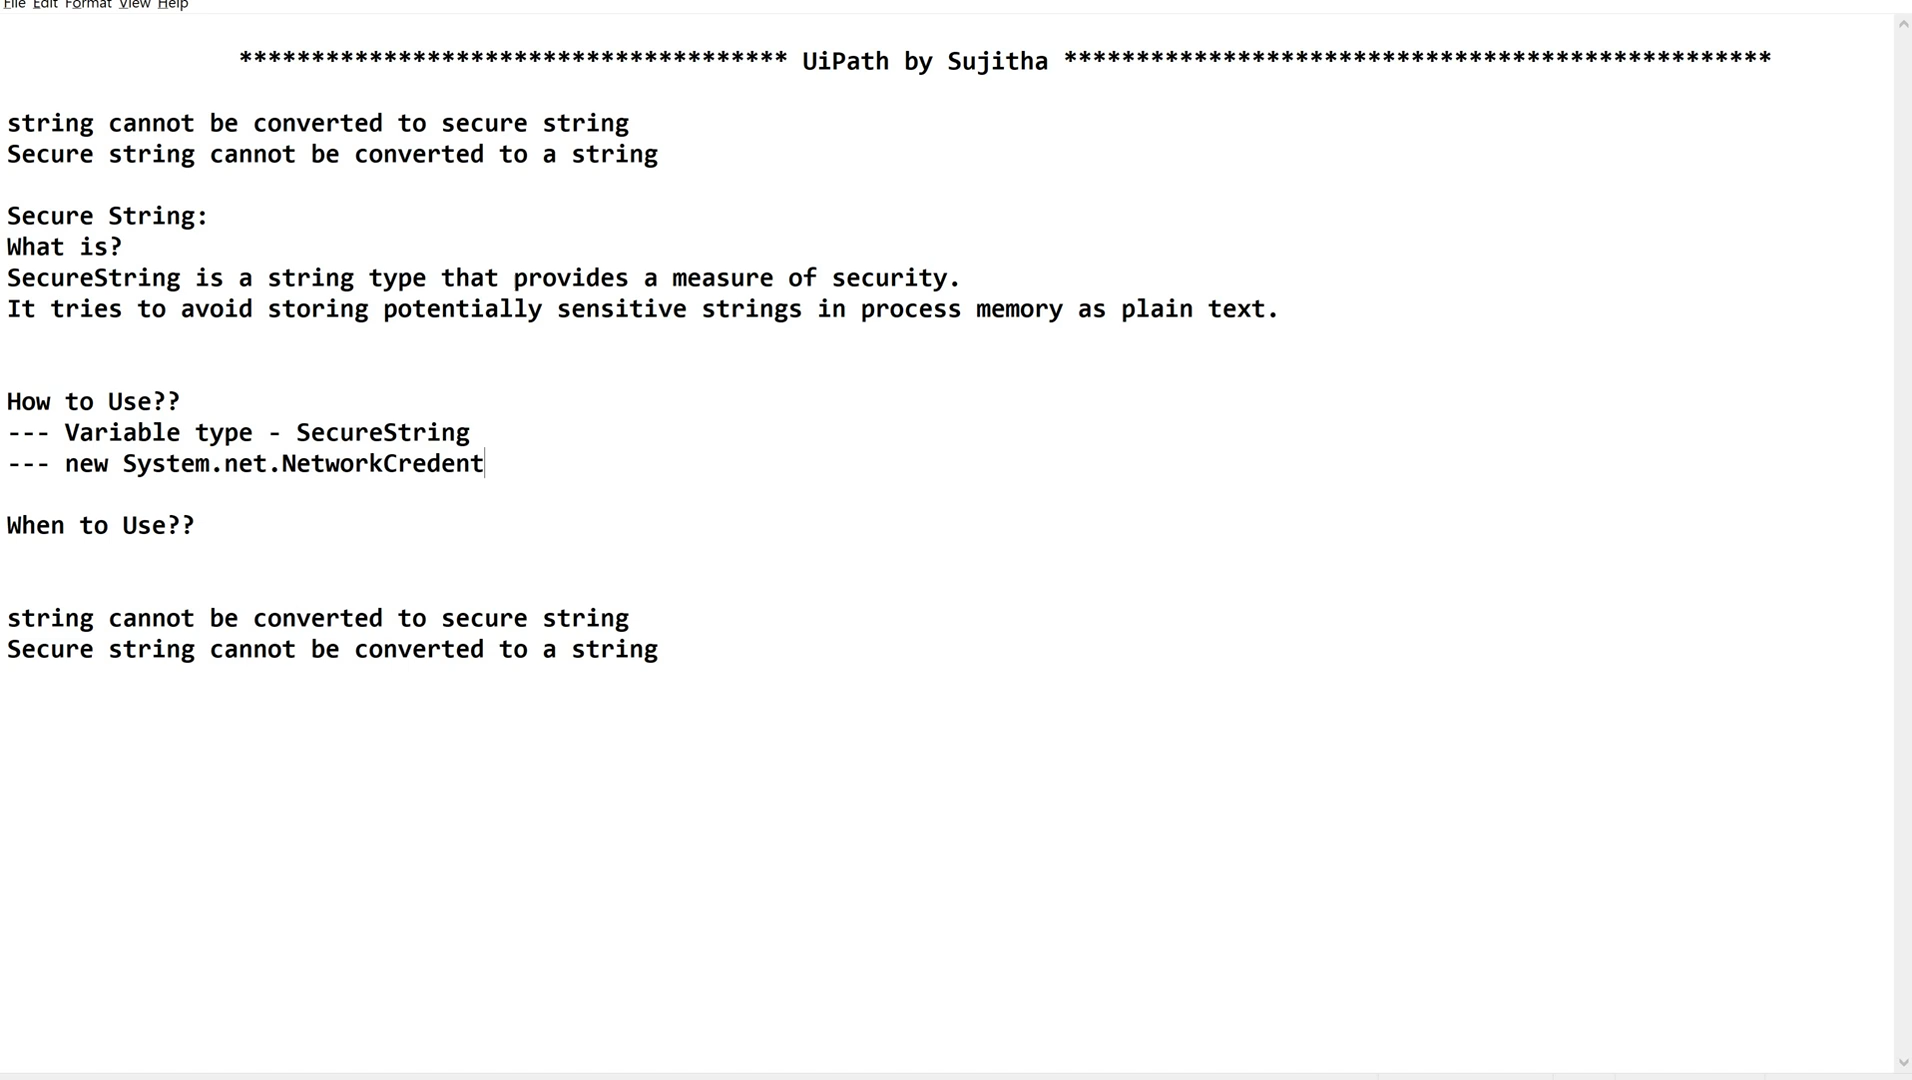 File Edit Format View Help
************************************** UiPath by Sujitha *************************************************
string cannot be converted to secure string
Secure string cannot be converted to a string
Secure String:
What is?
SecureString is a string type that provides a measure of security.
It tries to avoid storing potentially sensitive strings in process memory as plain text.
How to Use??
--- Variable type - SecureString
--- new System.net.NetworkCredent
When to Use??
string cannot be converted to secure string
Secure string cannot be converted to a string